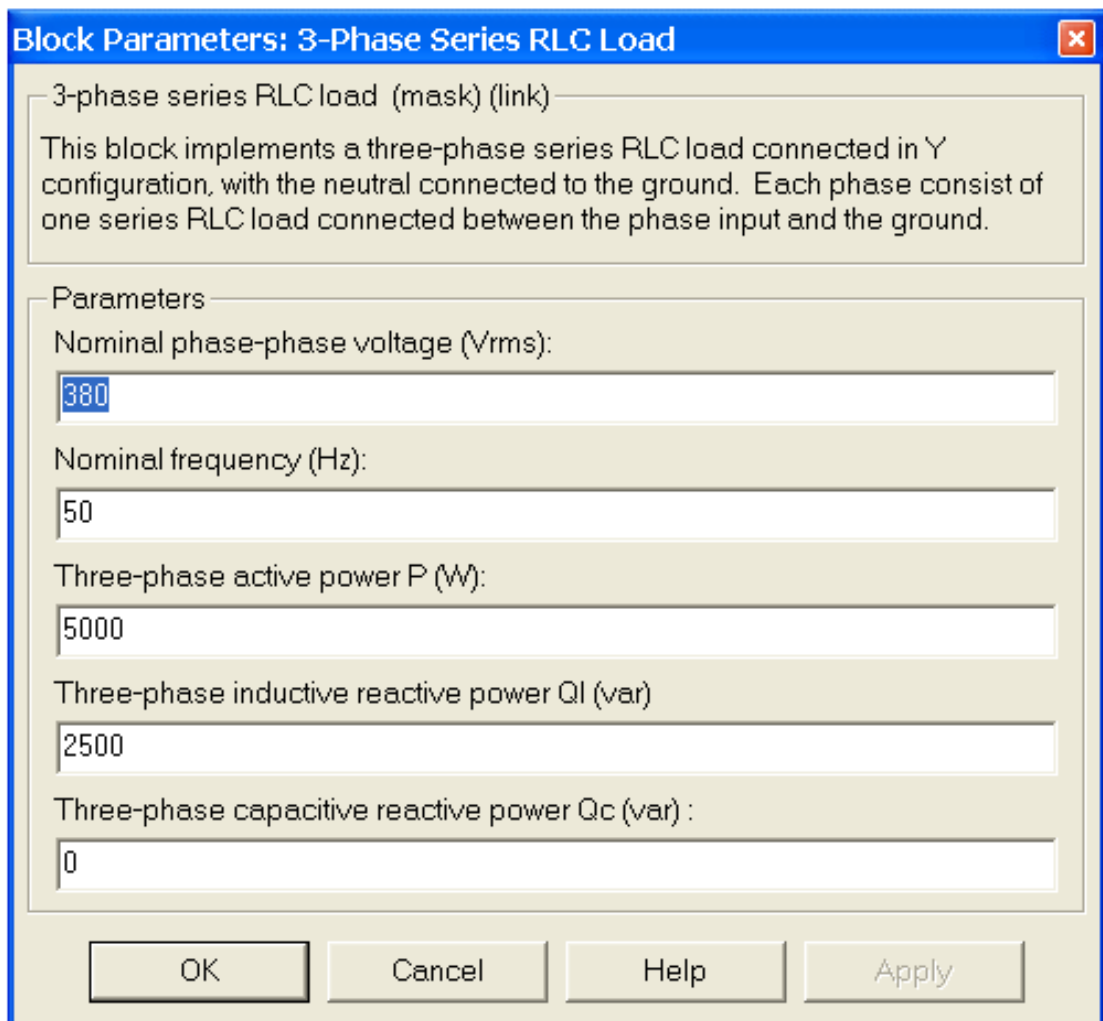 Block Parameters: 3-Phase Series RLC Load
3-phase series RLC load (mask) (link)
This block implements a three-phase series RLC load connected in Y
configuration, with the neutral connected to the ground. Each phase consist of
one series RLC load connected between the phase input and the ground.
Parameters
Nominal phase-phase voltage (Vrms):
380
Nominal frequency (Hz):
50
Three-phase active power P (W):
5000
Three-phase inductive reactive power Ql (var)
2500
Three-phase capacitive reactive power Qc (var) :
0
OK Cancel Help Apply